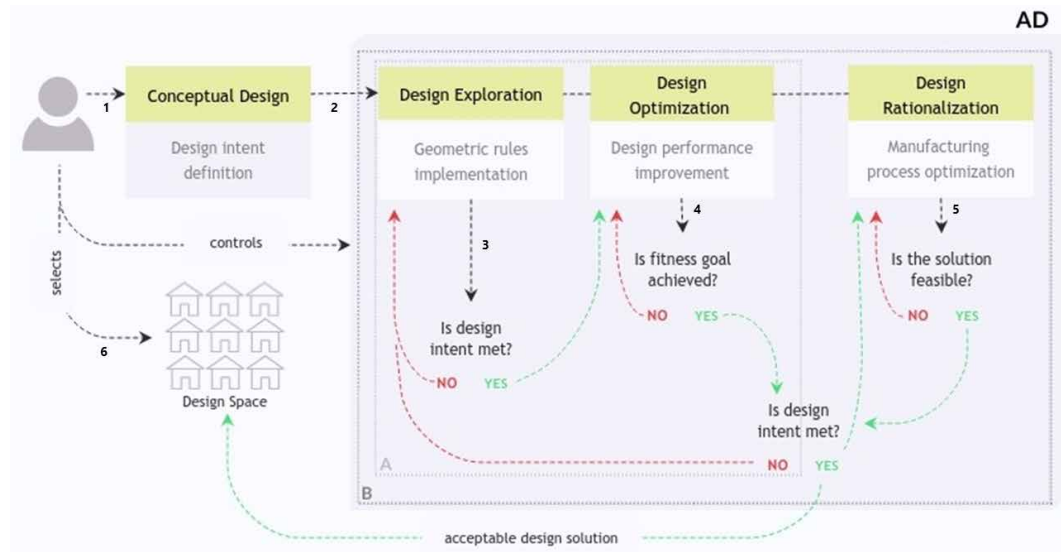 AD
1
Conceptual Design
Design intent
definition
2
Design Exploration
Geometric rules
implementation
Design
Optimization
Design performance
improvement
Design
Rationalization
Manufacturing
process optimization
3
4
5
controls
selects
6
Design Space
Is design
intent met?
NO YES
Is fitness goal
achieved?
NO YES
Is the solution
feasible?
NO YES
Is design
intent met?
NO YES
A
B
acceptable design solution